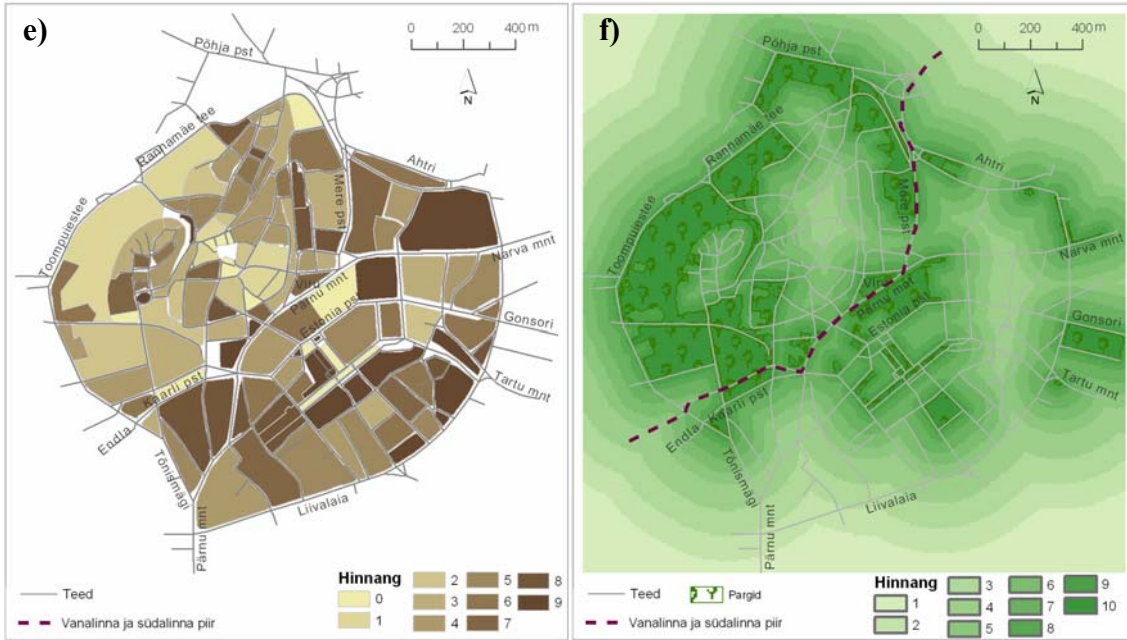 e)
0 200 400 m
N
Põhja pst
Rannamäe tee
Ahtri
Mere pst
Toompuiestee
Narva mnt
Viru
Pärnu mnt
Estonia pst
Gonsori
Kaarli pst
Tartu mnt
Endla
Tõnismägi
Liivalaia
Pärnu mnt
Teed
Vanalinna ja südalinna piir
Hinnang
0
1
2
3
4
5
6
7
8
9
f)
0 200 400 m
N
Põhja pst
Rannamäe tee
Ahtri
Mere pst
Toompuiestee
Narva mnt
Viru
Pärnu mnt
Estonia pst
Gonsori
Tartu mnt
Kaarli pst
Endla
Tõnismägi
Liivalaia
Pärnu mnt
Teed
Pargid
Vanalinna ja südalinna piir
Hinnang
1
2
3
4
5
6
7
8
9
10